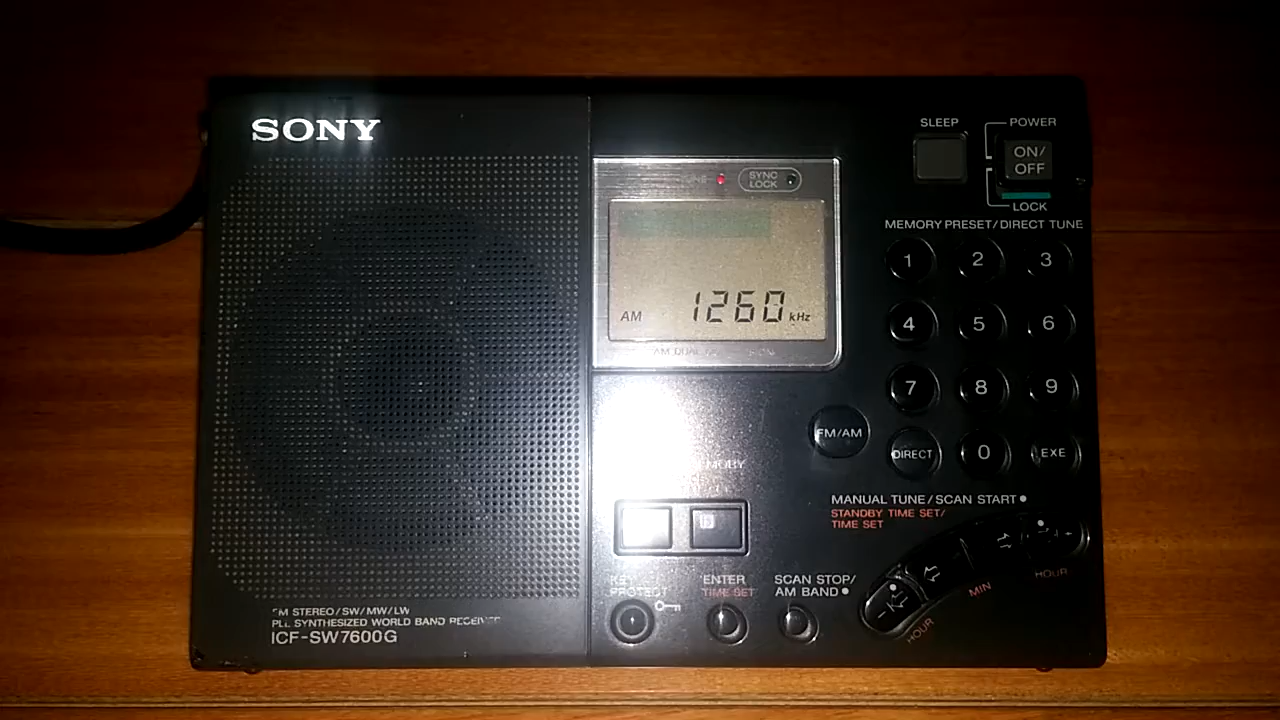 SONY
SLEEP
POWER
ON/
OFF
LOCK
SYNC
LOCK
AM 1260 kHz
MEMORY PRESET/DIRECT TUNE
1 2 3
4 5 6
7 8 9
FM/AM
DIRECT 0 EXE
MANUAL TUNE/SCAN START
STANDBY TIME SET/
TIME SET
KEY
PROTECT
ENTER
TIME SET
SCAN STOP/
AM BAND
HOUR
MIN
HOUR
FM STEREO/SW/MW/LW
PLL SYNTHESIZED WORLD BAND RECEIVER
ICF-SW7600G